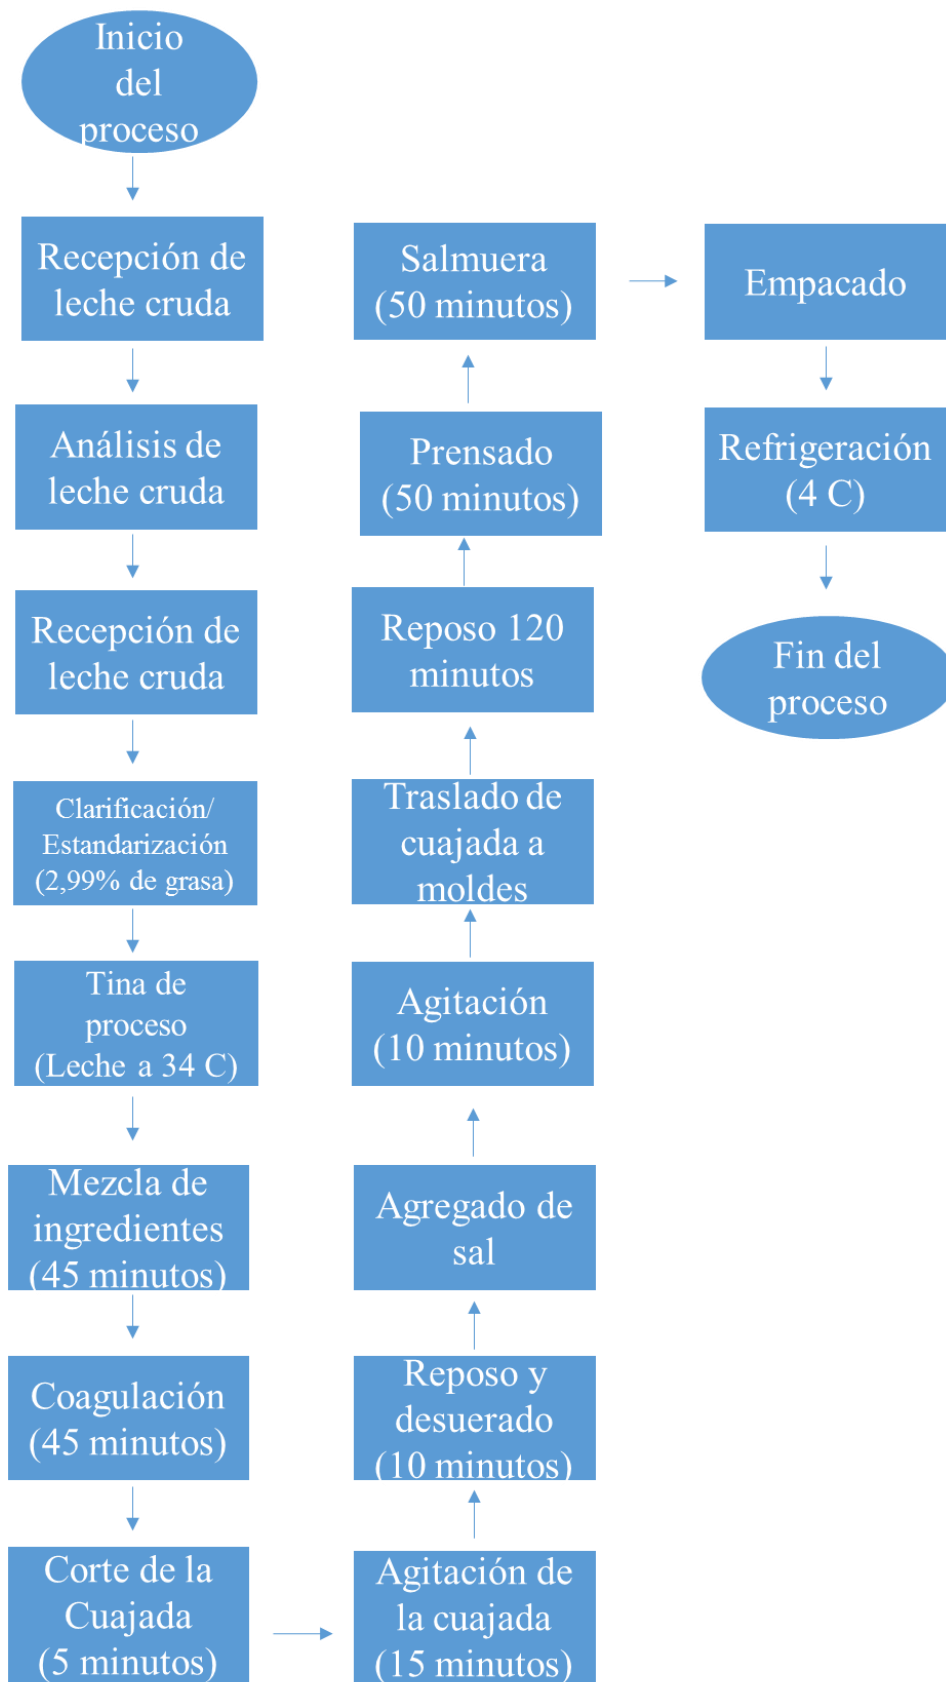 Inicio
del
proceso
Recepción de
leche cruda
Análisis de
leche cruda
Recepción de
leche cruda
Clarificación/
Estandarización
(2,99% de grasa)
Tina de
proceso
(Leche a 34 C)
Mezcla de
ingredientes
(45 minutos)
Coagulación
(45 minutos)
Corte de la
Cuajada
(5 minutos)
Agitación de
la cuajada
(15 minutos)
Reposo y
desuerado
(10 minutos)
Agregado de
sal
Agitación
(10 minutos)
Traslado de
cuajada a
moldes
Reposo 120
minutos
Prensado
(50 minutos)
Salmuera
(50 minutos)
Empacado
Refrigeración
(4 C)
Fin del
proceso